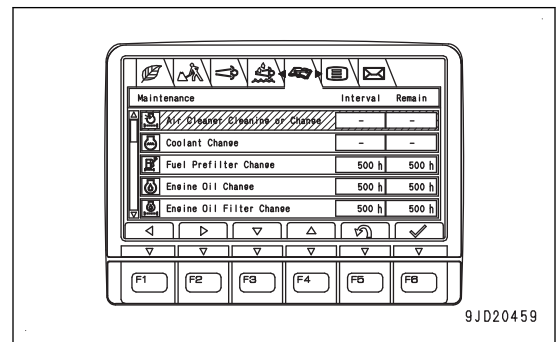 Maintenance Interval Remain
Air Cleaner Cleaning or Change - -
Coolant Change - -
Fuel Prefilter Change 500 h 500 h
Engine Oil Change 500 h 500 h
Engine Oil Filter Change 500 h 500 h
F1 F2 F3 F4 F5 F6
9JD20459